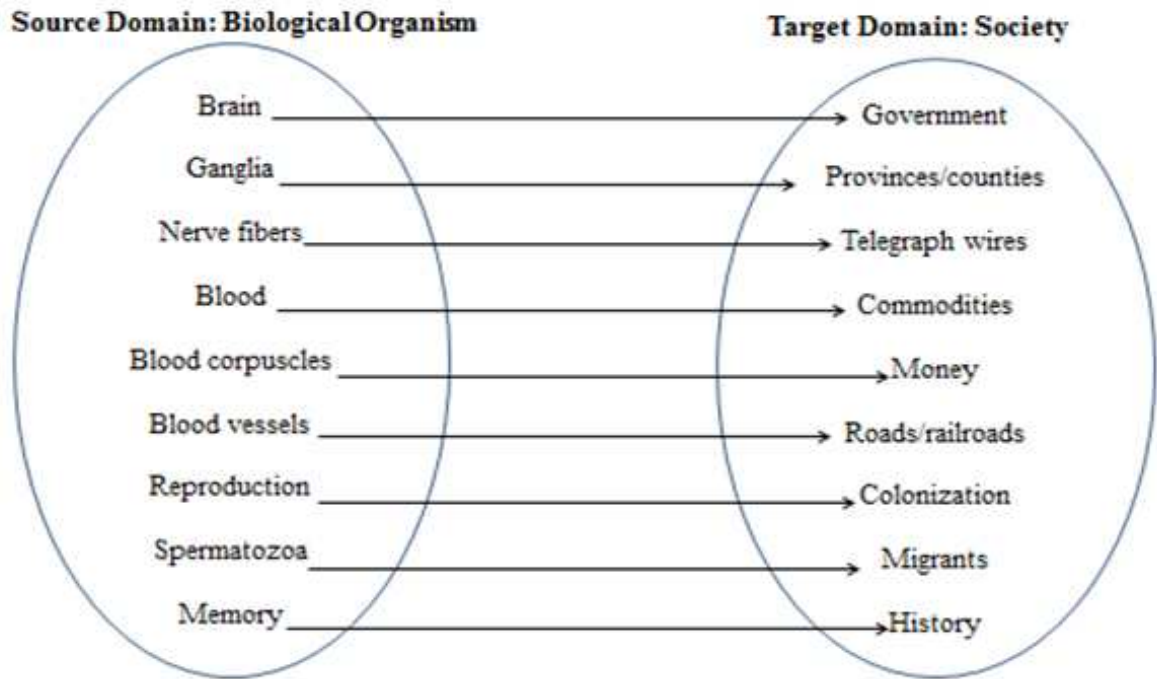 Source Domain: Biological Organism
Target Domain: Society
Brain
Government
Ganglia
Provinces/counties
Nerve fibers
Telegraph wires
Blood
Commodities
Blood corpuscles
Money
Blood vessels
Roads/railroads
Reproduction
Colonization
Spermatozoa
Migrants
Memory
History